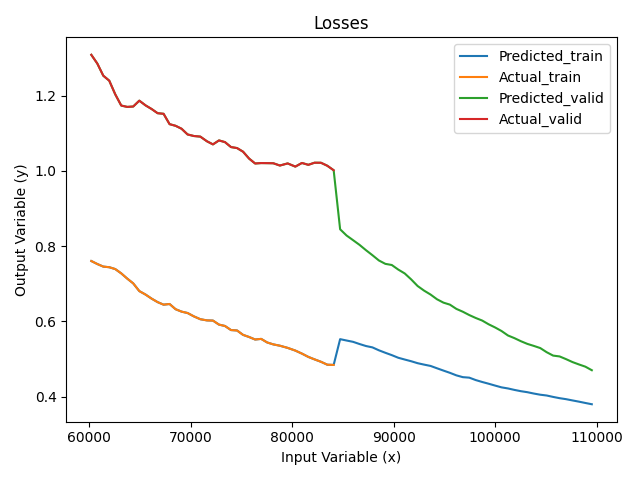 Losses
Predicted_train
Actual_train
Predicted_valid
Actual_valid
Output Variable (y)
1.2
1.0
0.8
0.6
0.4
60000 70000 80000 90000 100000 110000
Input Variable (x)